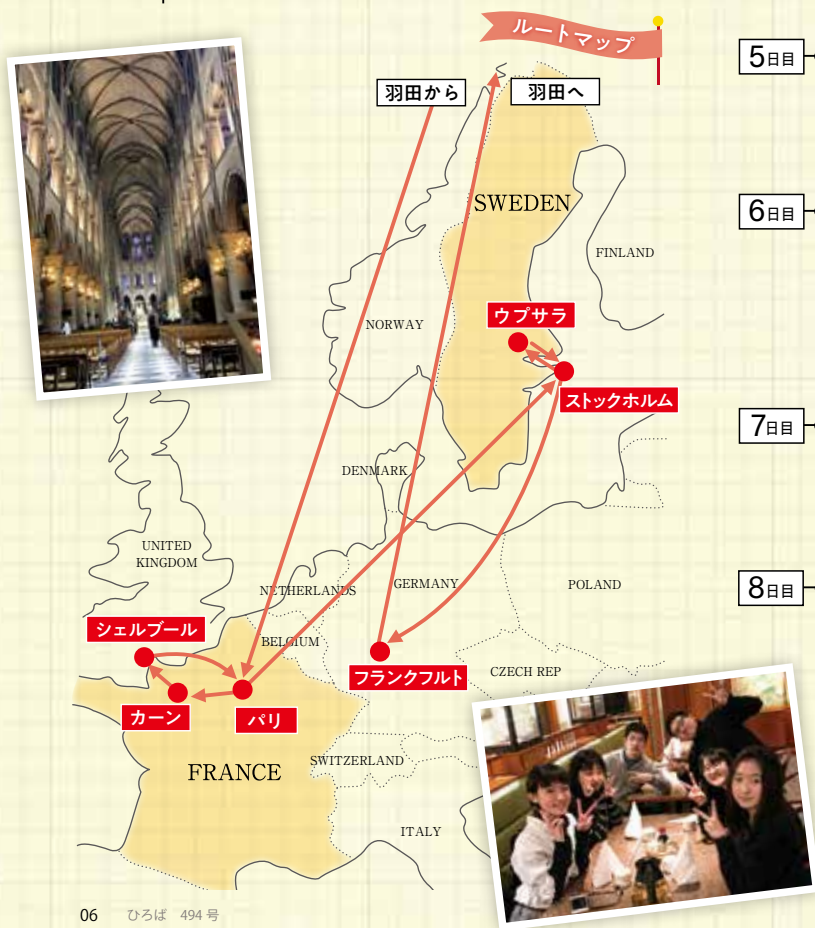 ルートマップ
5日目
羽田から
羽田へ
SWEDEN
6日目
FINLAND
ウプサラ
NORWAY
ストックホルム
7日目
DENMARK
UNITED
KINGDOM
NETHERLANDS
GERMANY
POLAND
8日目
シェルブール
BELGIUM
フランクフルト
CZECH REP
カーン
パリ
SWITZERLAND
FRANCE
ITALY
06 ひろば 494号